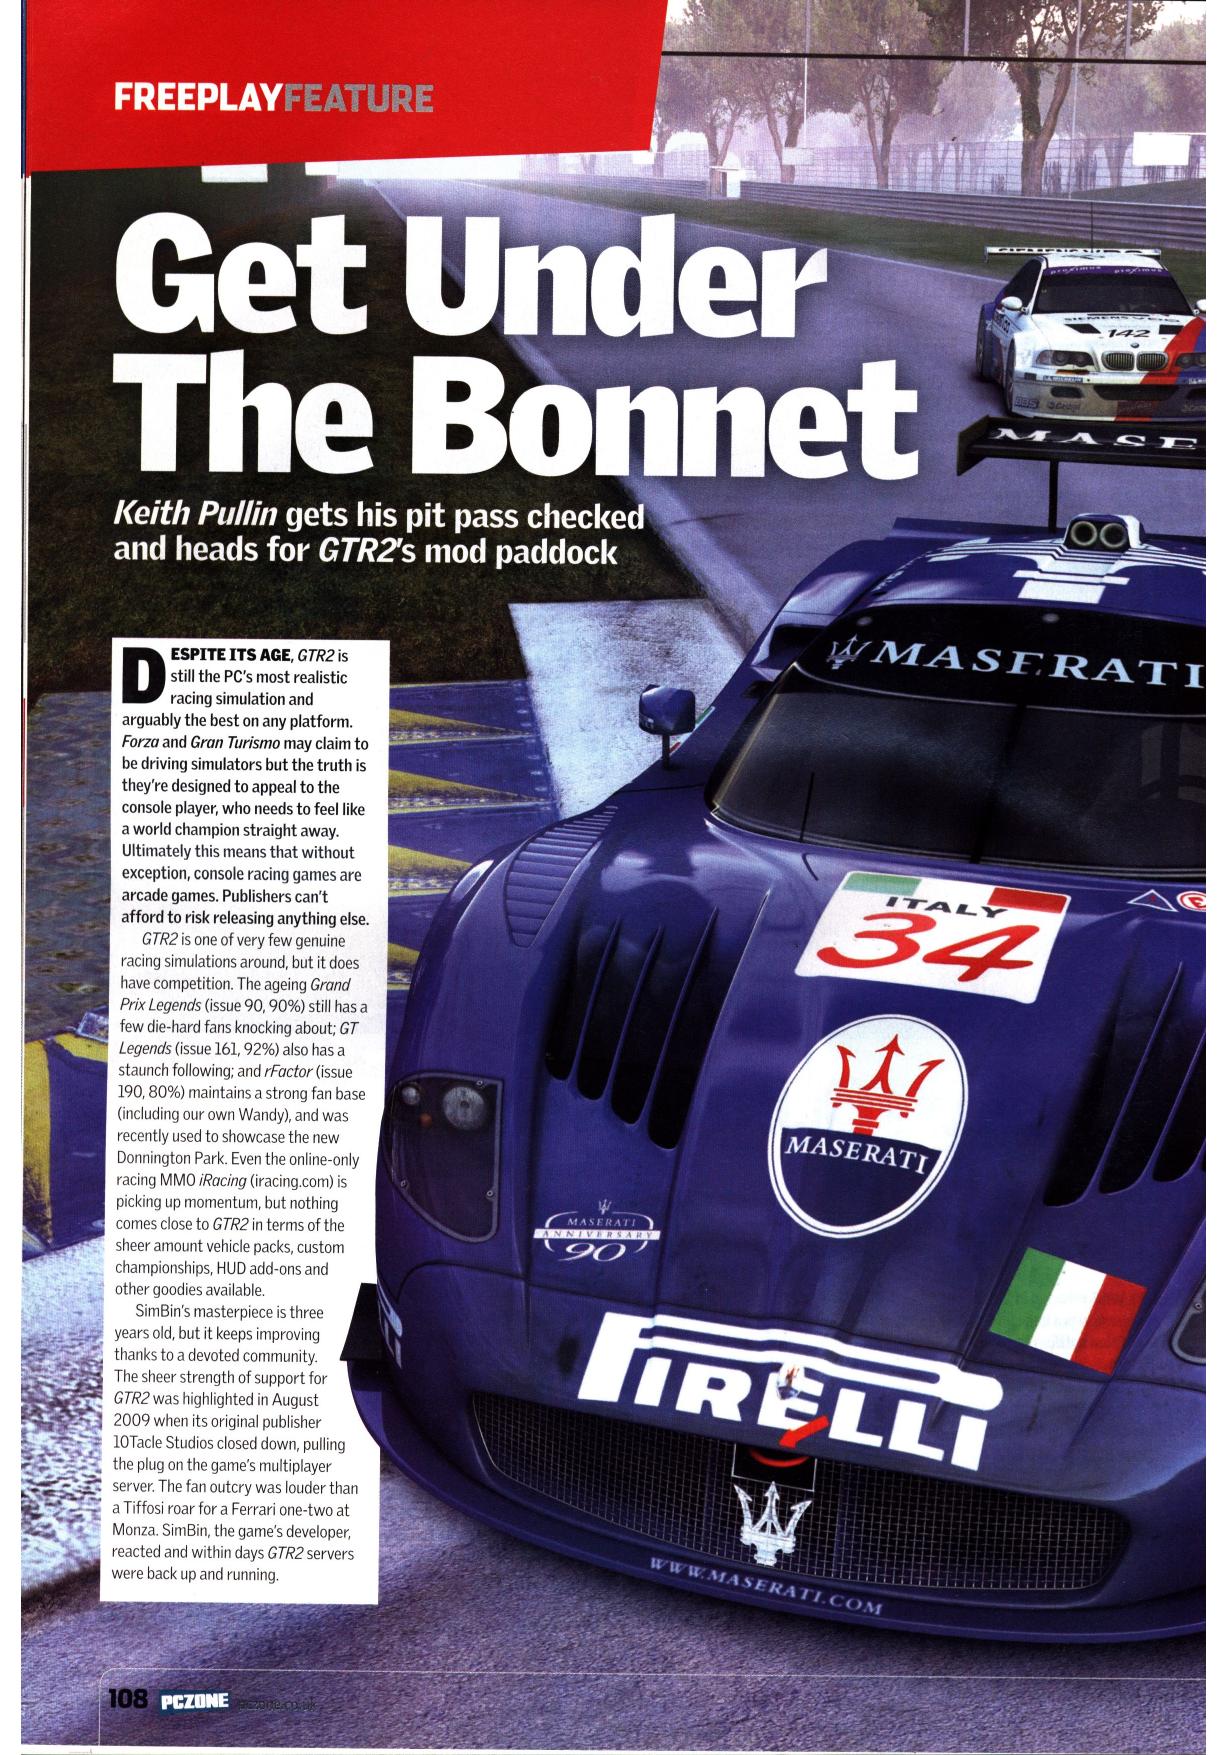 FREEPLAYFEATURE
Get Under
The Bonnet
Keith Pullin gets his pit pass checked
and heads for GTR2's mod paddock
DESPITE ITS AGE, GTR2 is
still the PC's most realistic
racing simulation and
arguably the best on any platform.
Forza and Gran Turismo may claim to
be driving simulators but the truth is
they're designed to appeal to the
console player, who needs to feel like
a world champion straight away.
Ultimately this means that without
exception, console racing games are
arcade games. Publishers can't
afford to risk releasing anything else.
GTR2 is one of very few genuine
racing simulations around, but it does
have competition. The ageing Grand
Prix Legends (issue 90, 90%) still has a
few die-hard fans knocking about; GT
Legends (issue 161, 92%) also has a
staunch following; and rFactor (issue
190, 80%) maintains a strong fan base
(including our own Wandy), and was
recently used to showcase the new
Donnington Park. Even the online-only
racing MMO iRacing (iracing.com) is
picking up momentum, but nothing
comes close to GTR2 in terms of the
sheer amount vehicle packs, custom
championships, HUD add-ons and
other goodies available.
SimBin's masterpiece is three
years old, but it keeps improving
thanks to a devoted community.
The sheer strength of support for
GTR2 was highlighted in August
2009 when its original publisher
10Tacle Studios closed down, pulling
the plug on the game's multiplayer
server. The fan outcry was louder than
a Tiffosi roar for a Ferrari one-two at
Monza. SimBin, the game's developer,
reacted and within days GTR2 servers
were back up and running.
proximus proximus
142
MASE
MASERATI
ITALY
34
MASERATI
MASERATI
ANNIVERSARY
90
PIRELLI
WWW.MASERATI.COM
108 PCZONE pczone.co.uk